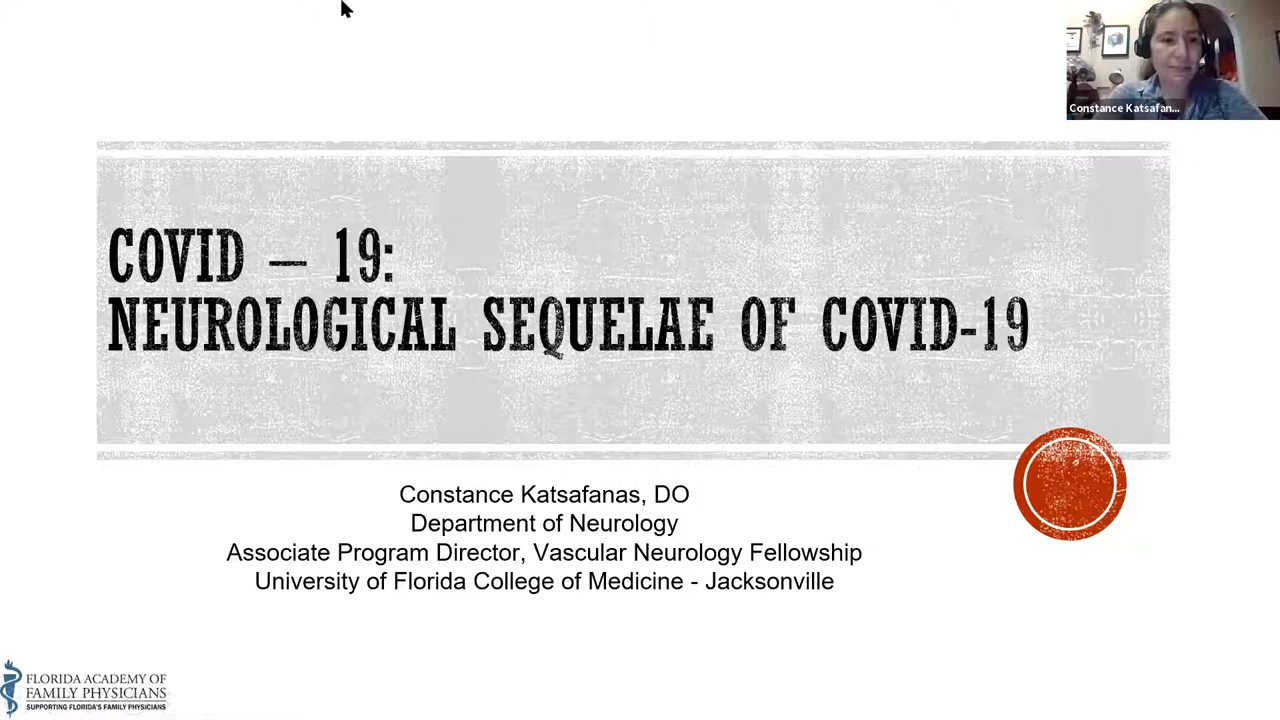 Constance Katsafan...
COVID – 19:
NEUROLOGICAL SEQUELAE OF COVID-19
Constance Katsafanas, DO
Department of Neurology
Associate Program Director, Vascular Neurology Fellowship
University of Florida College of Medicine - Jacksonville
FLORIDA ACADEMY OF
FAMILY PHYSICIANS
SUPPORTING FLORIDA'S FAMILY PHYSICIANS